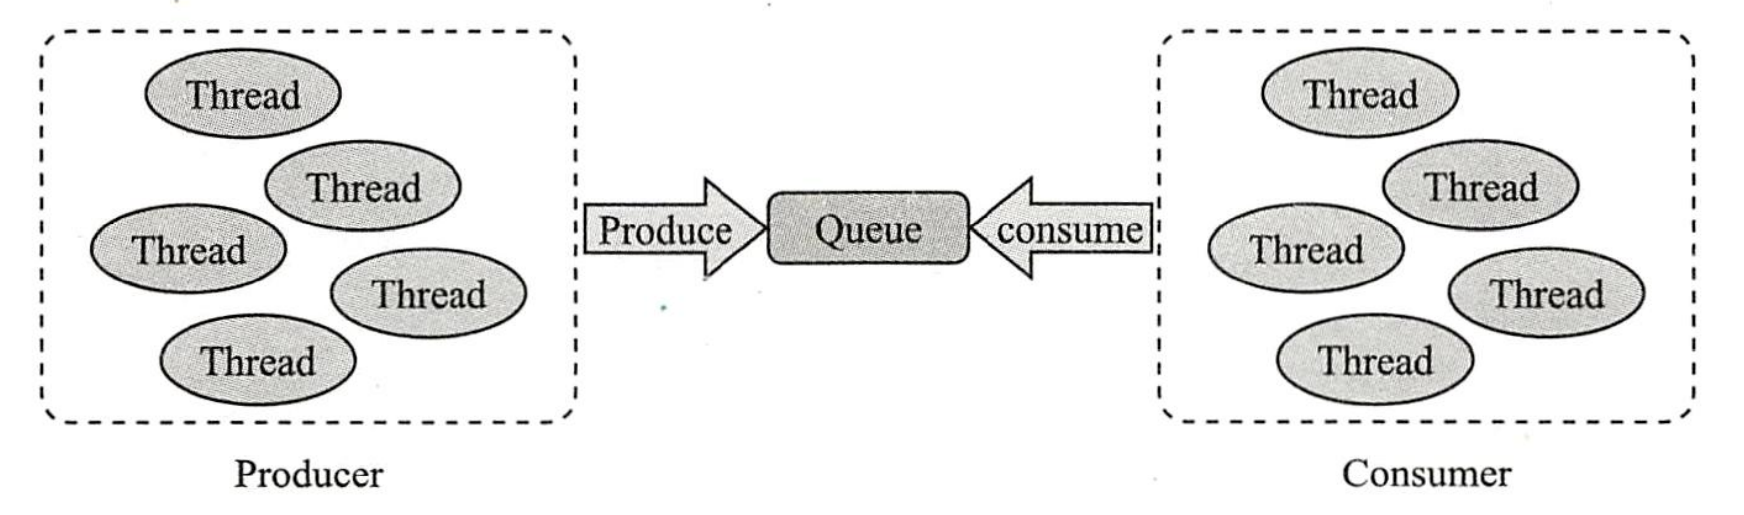 Thread
Thread
Thread
Thread
Thread
Producer
Produce
Queue
consume
Thread
Thread
Thread
Thread
Thread
Consumer